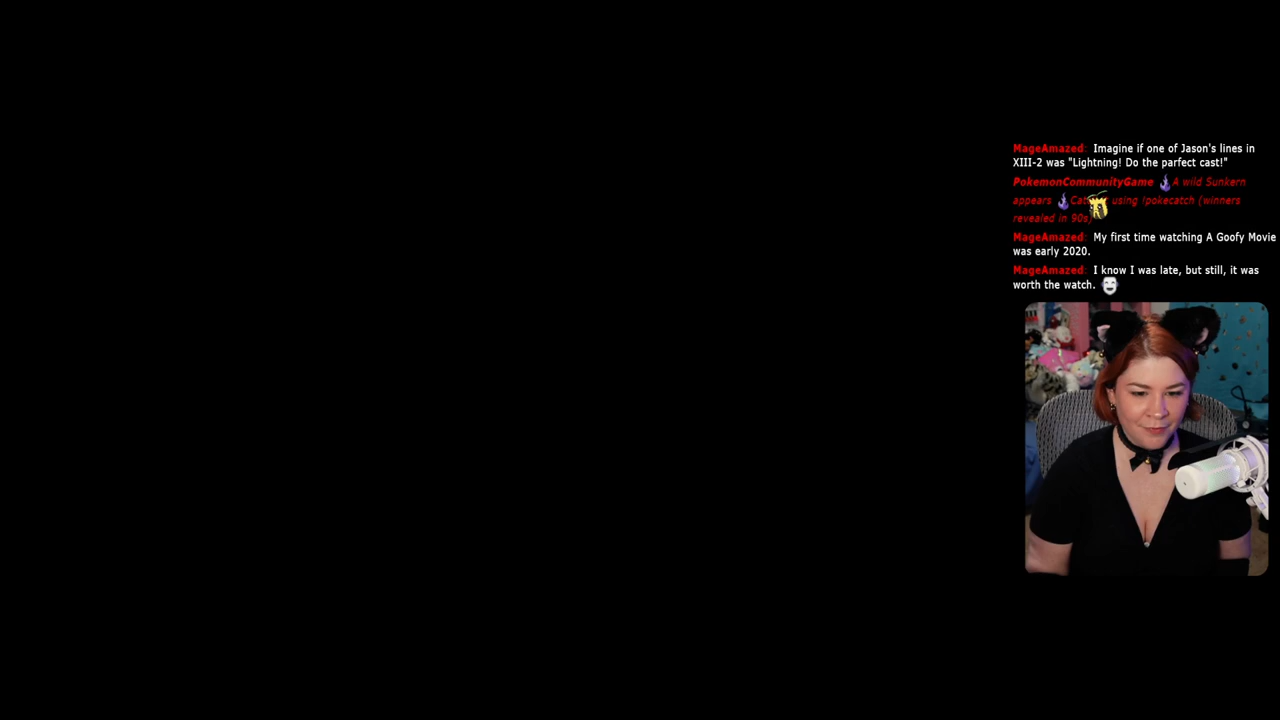 MageAmazed: Imagine if one of Jason's lines in
XIII-2 was "Lightning! Do the parfect cast!"
PokemonCommunityGame A wild Sunkern
appears using !pokecatch (winners
revealed in 90s)
MageAmazed: My first time watching A Goofy Movie
was early 2020.
MageAmazed: I know I was late, but still, it was
worth the watch.